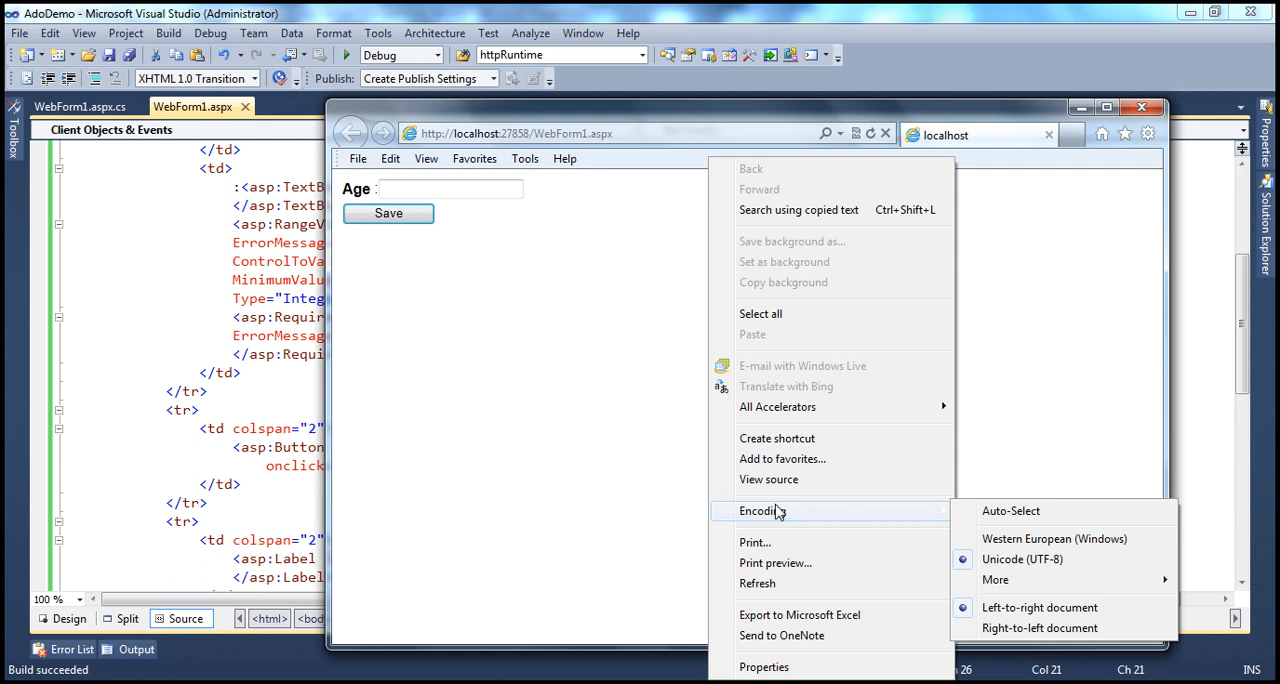 AdoDemo - Microsoft Visual Studio (Administrator)
File Edit View Project Build Debug Team Data Format Tools Architecture Test Analyze Window Help
Debug httpRuntime
XHTML 1.0 Transition Publish: Create Publish Settings
Toolbox
WebForm1.aspx.cs WebForm1.aspx
Client Objects & Events
</td>
<td>
:<asp:TextB
</asp:TextB
<asp:RangeV
ErrorMessag
ControlToVa
MinimumValu
Type="Integ
<asp:Requir
ErrorMessag
</asp:Requi
</td>
</tr>
<tr>
<td colspan="2"
<asp:Button
onclick
</td>
</tr>
<tr>
<td colspan="2"
<asp:Label
</asp:Label
100 %
Design Split Source <html> <bod
Error List Output
Build succeeded
http://localhost:27858/WebForm1.aspx
localhost
File Edit View Favorites Tools Help
Age :
Save
Back
Forward
Search using copied text Ctrl+Shift+L
Save background as...
Set as background
Copy background
Select all
Paste
E-mail with Windows Live
Translate with Bing
All Accelerators
Create shortcut
Add to favorites...
View source
Encoding
Print...
Print preview...
Refresh
Export to Microsoft Excel
Send to OneNote
Properties
Auto-Select
Western European (Windows)
Unicode (UTF-8)
More
Left-to-right document
Right-to-left document
Properties
Solution Explorer
n 26 Col 21 Ch 21 INS